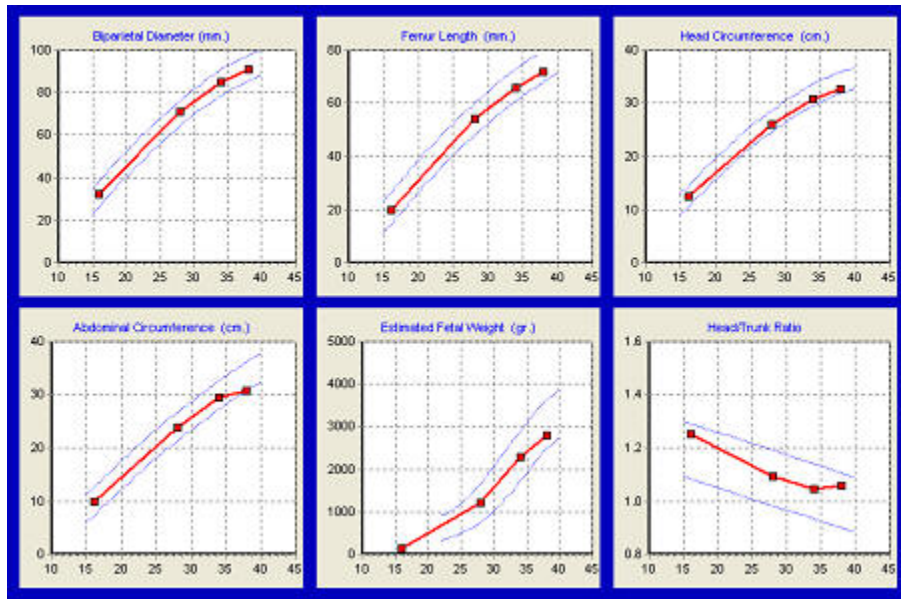 Biparietal Diameter (mn.)
100
80
60
40
20
0
10 15 20 25 30 35 40 45
Femur Length (mn.)
80
60
40
20
0
10 15 20 25 30 35 40 45
Head Circumference (cm.)
40
30
20
10
0
10 15 20 25 30 35 40 45
Abdominal Circumference (cm.)
40
30
20
10
0
10 15 20 25 30 35 40 45
Estimated Fetal Weight (gr.)
5000
4000
3000
2000
1000
0
10 15 20 25 30 35 40 45
Head/Trunk Ratio
1.6
1.4
1.2
1.0
0.8
10 15 20 25 30 35 40 45